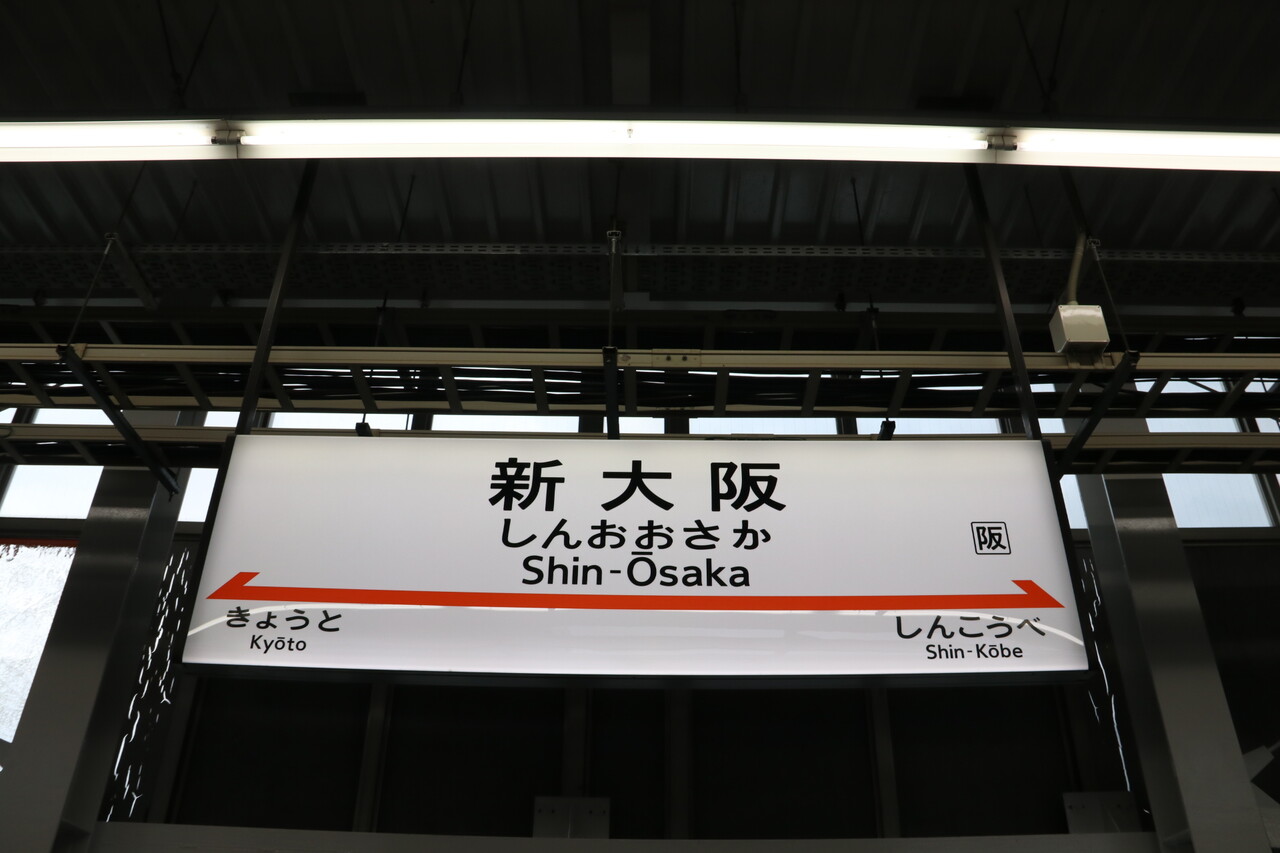 新大阪
しんおおさか
Shin-Ōsaka
阪
きょうと
Kyōto
しんこうべ
Shin-Kōbe